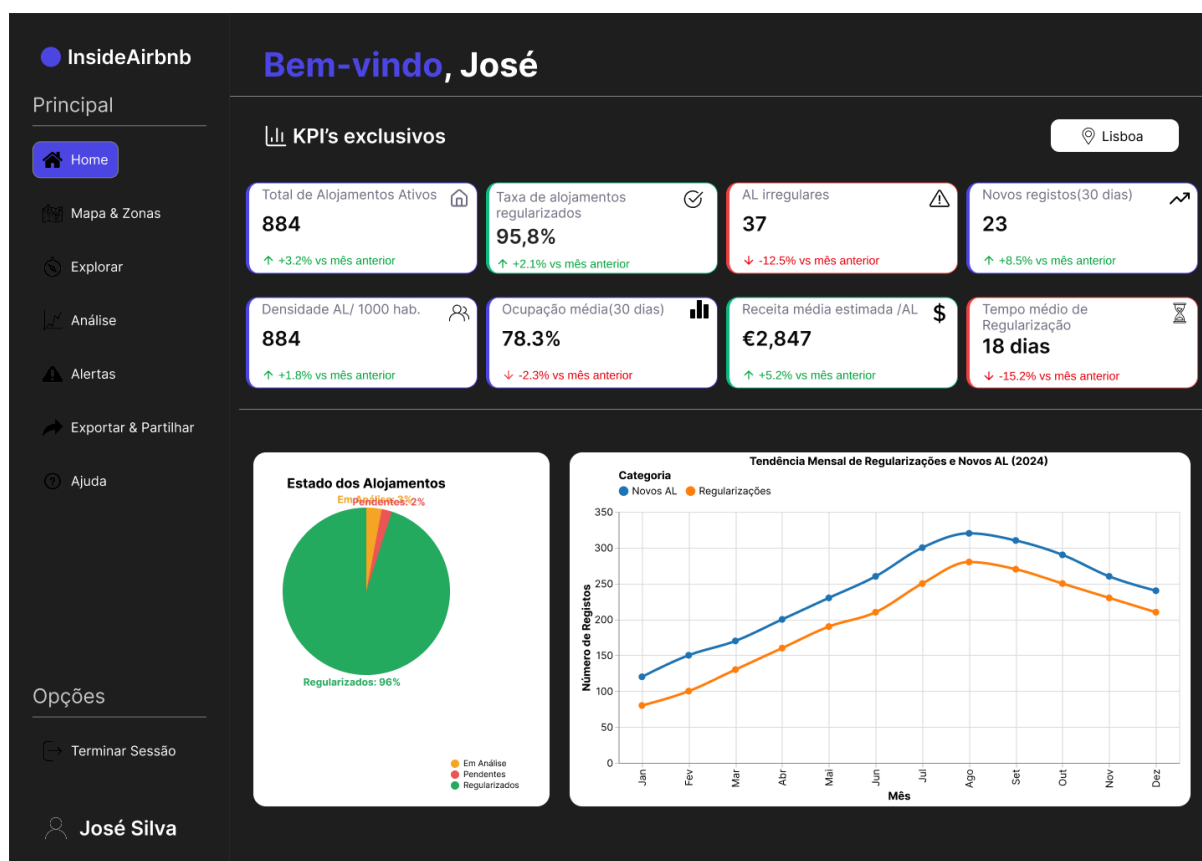 InsideAirbnb
Principal
Home
Mapa & Zonas
Explorar
Análise
Alertas
Exportar & Partilhar
Ajuda
Opções
Terminar Sessão
José Silva
Bem-vindo, José
KPI's exclusivos
Lisboa
Total de Alojamentos Ativos
884
↑ +3.2% vs mês anterior
Taxa de alojamentos
regularizados
95,8%
↑ +2.1% vs mês anterior
AL irregulares
37
↓ -12.5% vs mês anterior
Novos registos(30 dias)
23
↑ +8.5% vs mês anterior
Densidade AL/ 1000 hab.
884
↑ +1.8% vs mês anterior
Ocupação média(30 dias)
78.3%
↓ -2.3% vs mês anterior
Receita média estimada /AL
$
€2,847
↑ +5.2% vs mês anterior
Tempo médio de
Regularização
18 dias
↓ -15.2% vs mês anterior
Estado dos Alojamentos
Em Análise: 3%
Pendentes: 2%
Regularizados: 96%
Em Análise
Pendentes
Regularizados
Tendência Mensal de Regularizações e Novos AL (2024)
Categoria
Novos AL
Regularizações
Número de Registos
350
300
250
200
150
100
50
0
Jan
Fev
Mar
Abr
Mai
Jun
Jul
Ago
Set
Out
Nov
Dez
Mês